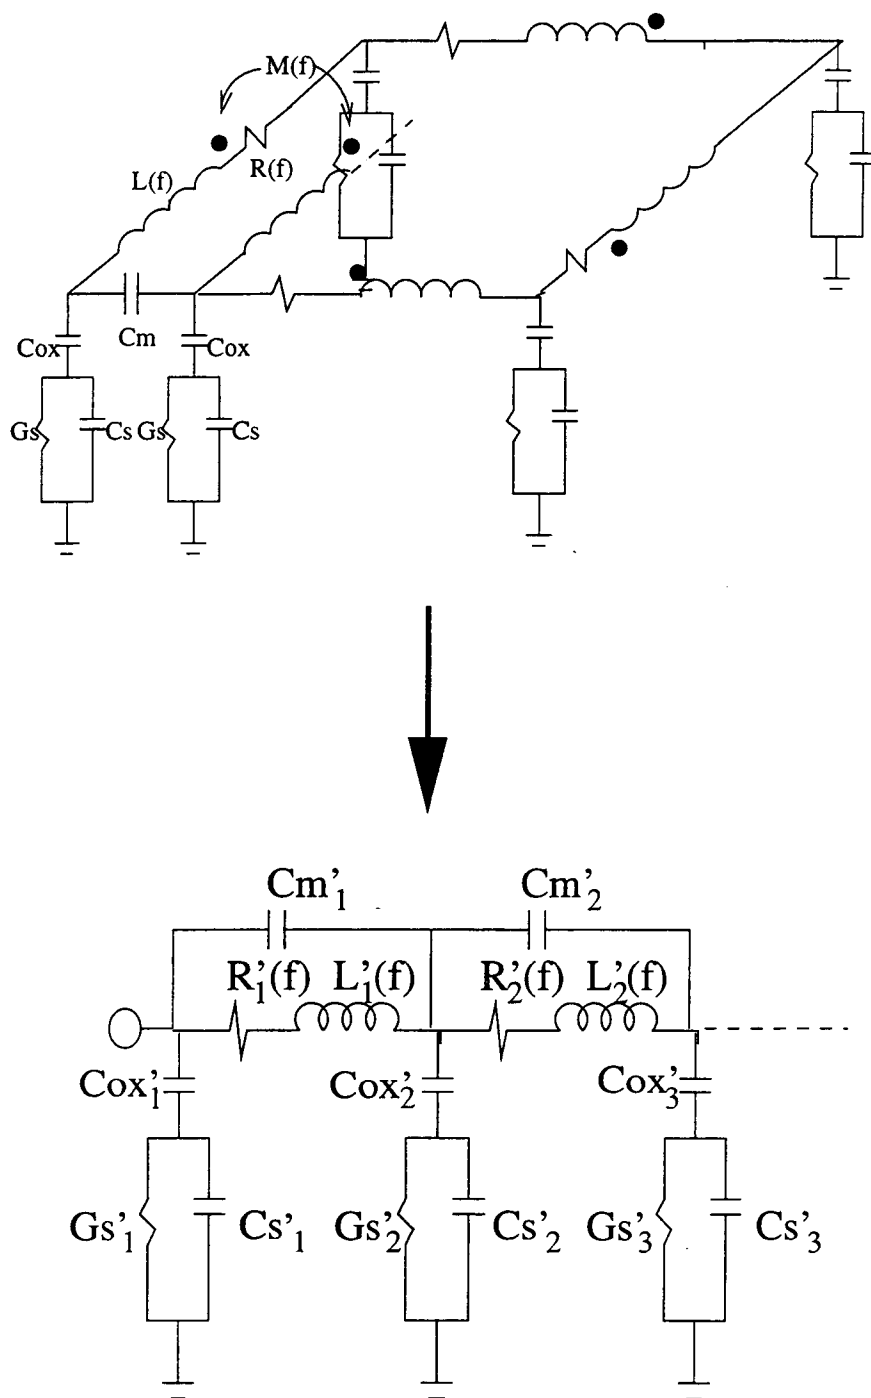 M(f)
L(f)
R(f)
Cox
Cm
Cox
Gs
Cs
Gs
Cs
Cm'1
Cm'2
R'1(f)
L'1(f)
R'2(f)
L'2(f)
Cox'1
Cox'2
Cox'3
Gs'1
Cs'1
Gs'2
Cs'2
Gs'3
Cs'3